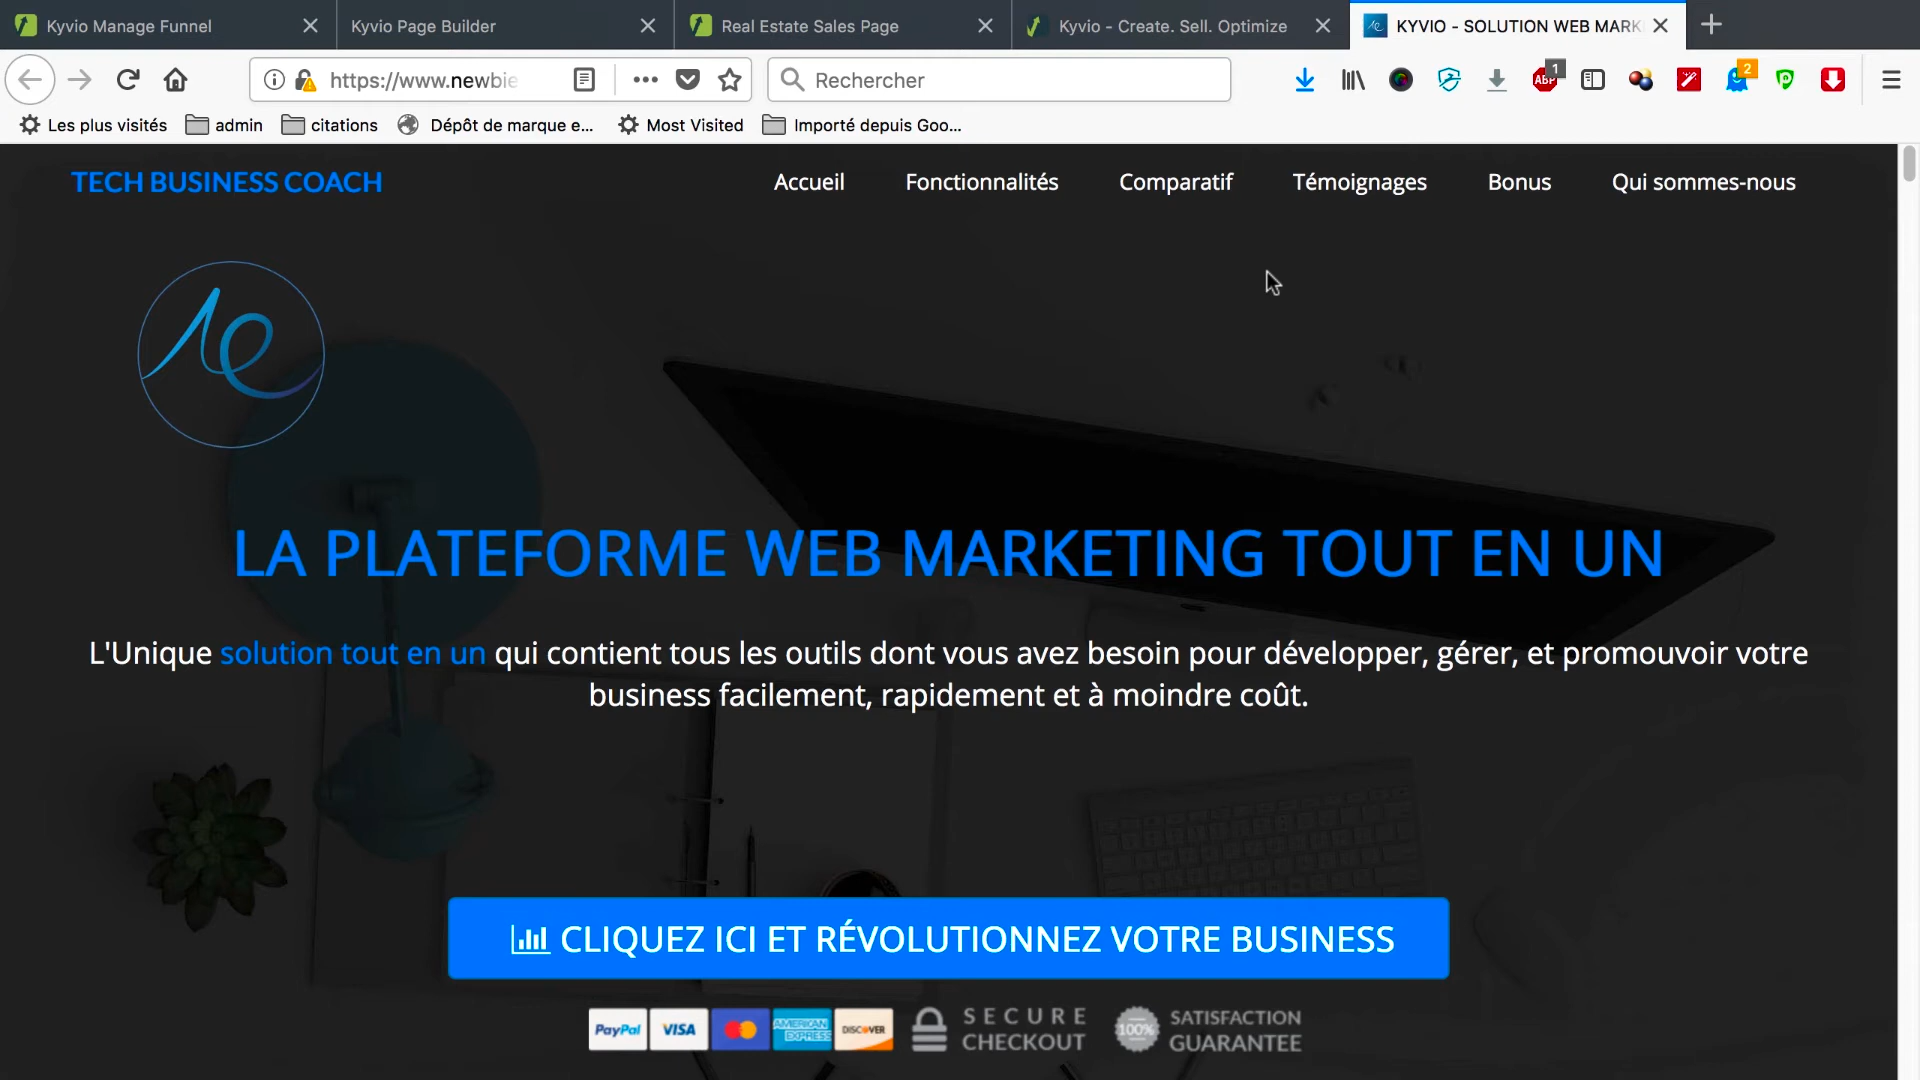 Kyvio Manage Funnel
Kyvio Page Builder
Real Estate Sales Page
Kyvio - Create. Sell. Optimize
KYVIO - SOLUTION WEB MARK
https://www.newbie
Rechercher
1
ABP
2
Les plus visités
admin
citations
Dépôt de marque e...
Most Visited
Importé depuis Goo...
TECH BUSINESS COACH
Accueil
Fonctionnalités
Comparatif
Témoignages
Bonus
Qui sommes-nous
LA PLATEFORME WEB MARKETING TOUT EN UN
L'Unique solution tout en un qui contient tous les outils dont vous avez besoin pour développer, gérer, et promouvoir votre
business facilement, rapidement et à moindre coût.
CLIQUEZ ICI ET RÉVOLUTIONNEZ VOTRE BUSINESS
PayPal
VISA
AMERICAN
EXPRESS
DISCOVER
SECURE
CHECKOUT
100%
SATISFACTION
GUARANTEE